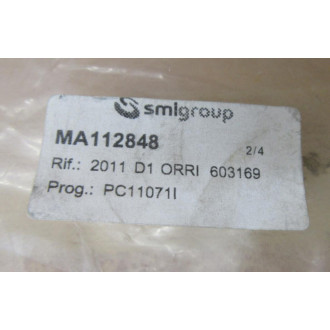 smlgroup
MA112848
2/4
Rif.: 2011 D1 ORRI 603169
Prog.: PC11071I